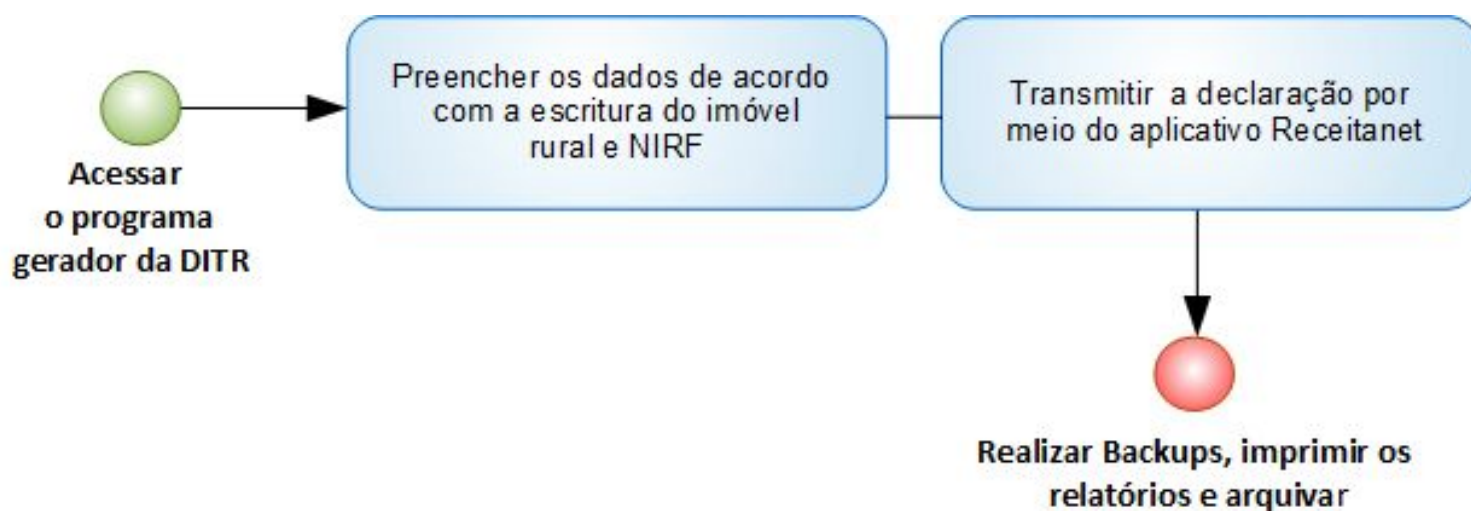 Acessar
o programa
gerador da DITR
Preencher os dados de acordo
com a escritura do imóvel
rural e NIRF
Transmitir a declaração por
meio do aplicativo Receitanet
Realizar Backups, imprimir os
relatórios e arquivar